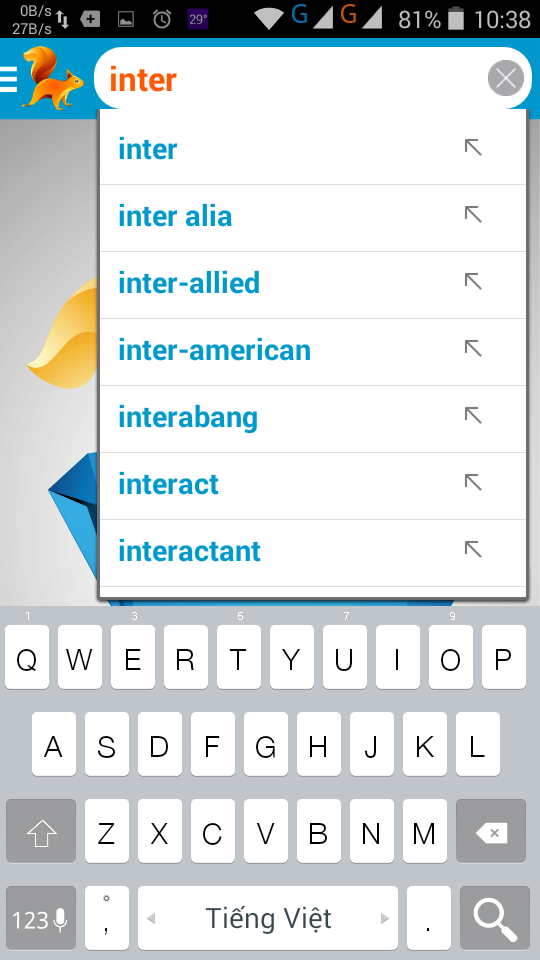 0B/s
27B/s
29°
G
G
81%
10:38
inter
inter
inter alia
inter-allied
inter-american
interabang
interact
interactant
1 3 5 7 9
Q W E R T Y U I O P
A S D F G H J K L
Z X C V B N M
123 , Tiếng Việt .